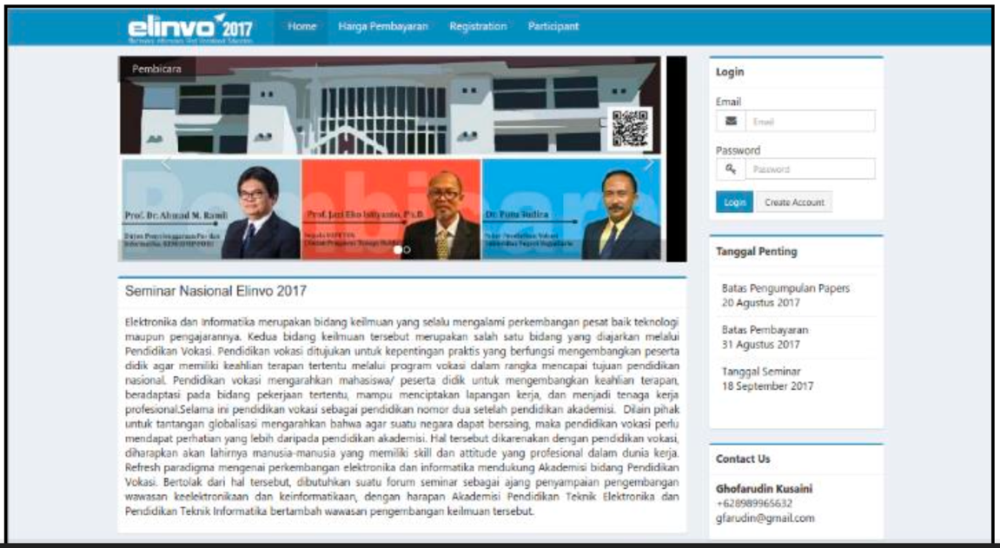 elinvo 2017
Home Harga Pembayaran Registration Participant
Pembicara
Prof. Dr. Ahmad M. Ramli
Prof. Jazi Eko Istiyanto, Ph.D.
Dr. Putu Sudira
Seminar Nasional Elinvo 2017
Elektronika dan Informatika merupakan bidang keilmuan yang selalu mengalami perkembangan pesat baik teknologi
maupun pengajarannya. Kedua bidang keilmuan tersebut merupakan salah satu bidang yang diajarkan melalui
Pendidikan Vokasi. Pendidikan vokasi ditujukan untuk kepentingan praktis yang berfungsi mengembangkan peserta
didik agar memiliki keahlian terapan tertentu melalui program vokasi dalam rangka mencapai tujuan pendidikan
nasional. Pendidikan vokasi mengarahkan mahasiswa/ peserta didik untuk mengembangkan keahlian terapan,
beradaptasi pada bidang pekerjaan tertentu, mampu menciptakan lapangan kerja, dan menjadi tenaga kerja
profesional.Selama ini pendidikan vokasi sebagai pendidikan nomor dua setelah pendidikan akademisi. Dilain pihak
untuk tantangan globalisasi mengarahkan bahwa agar suatu negara dapat bersaing, maka pendidikan vokasi perlu
mendapat perhatian yang lebih daripada pendidikan akademisi. Hal tersebut dikarenakan dengan pendidikan vokasi,
diharapkan akan lahirnya manusia-manusia yang memiliki skill dan attitude yang profesional dalam dunia kerja.
Refresh paradigma mengenai perkembangan elektronika dan informatika mendukung Akademisi bidang Pendidikan
Vokasi. Bertolak dari hal tersebut, dibutuhkan suatu forum seminar sebagai ajang penyampaian pengembangan
wawasan keelektronikaan dan keinformatikaan, dengan harapan Akademisi Pendidikan Teknik Elektronika dan
Pendidikan Teknik Informatika bertambah wawasan pengembangan keilmuan tersebut.
Login
Email
Email
Password
Password
Login Create Account
Tanggal Penting
Batas Pengumpulan Papers
20 Agustus 2017
Batas Pembayaran
31 Agustus 2017
Tanggal Seminar
18 September 2017
Contact Us
Ghofarudin Kusaini
+628989965632
gfarudin@gmail.com